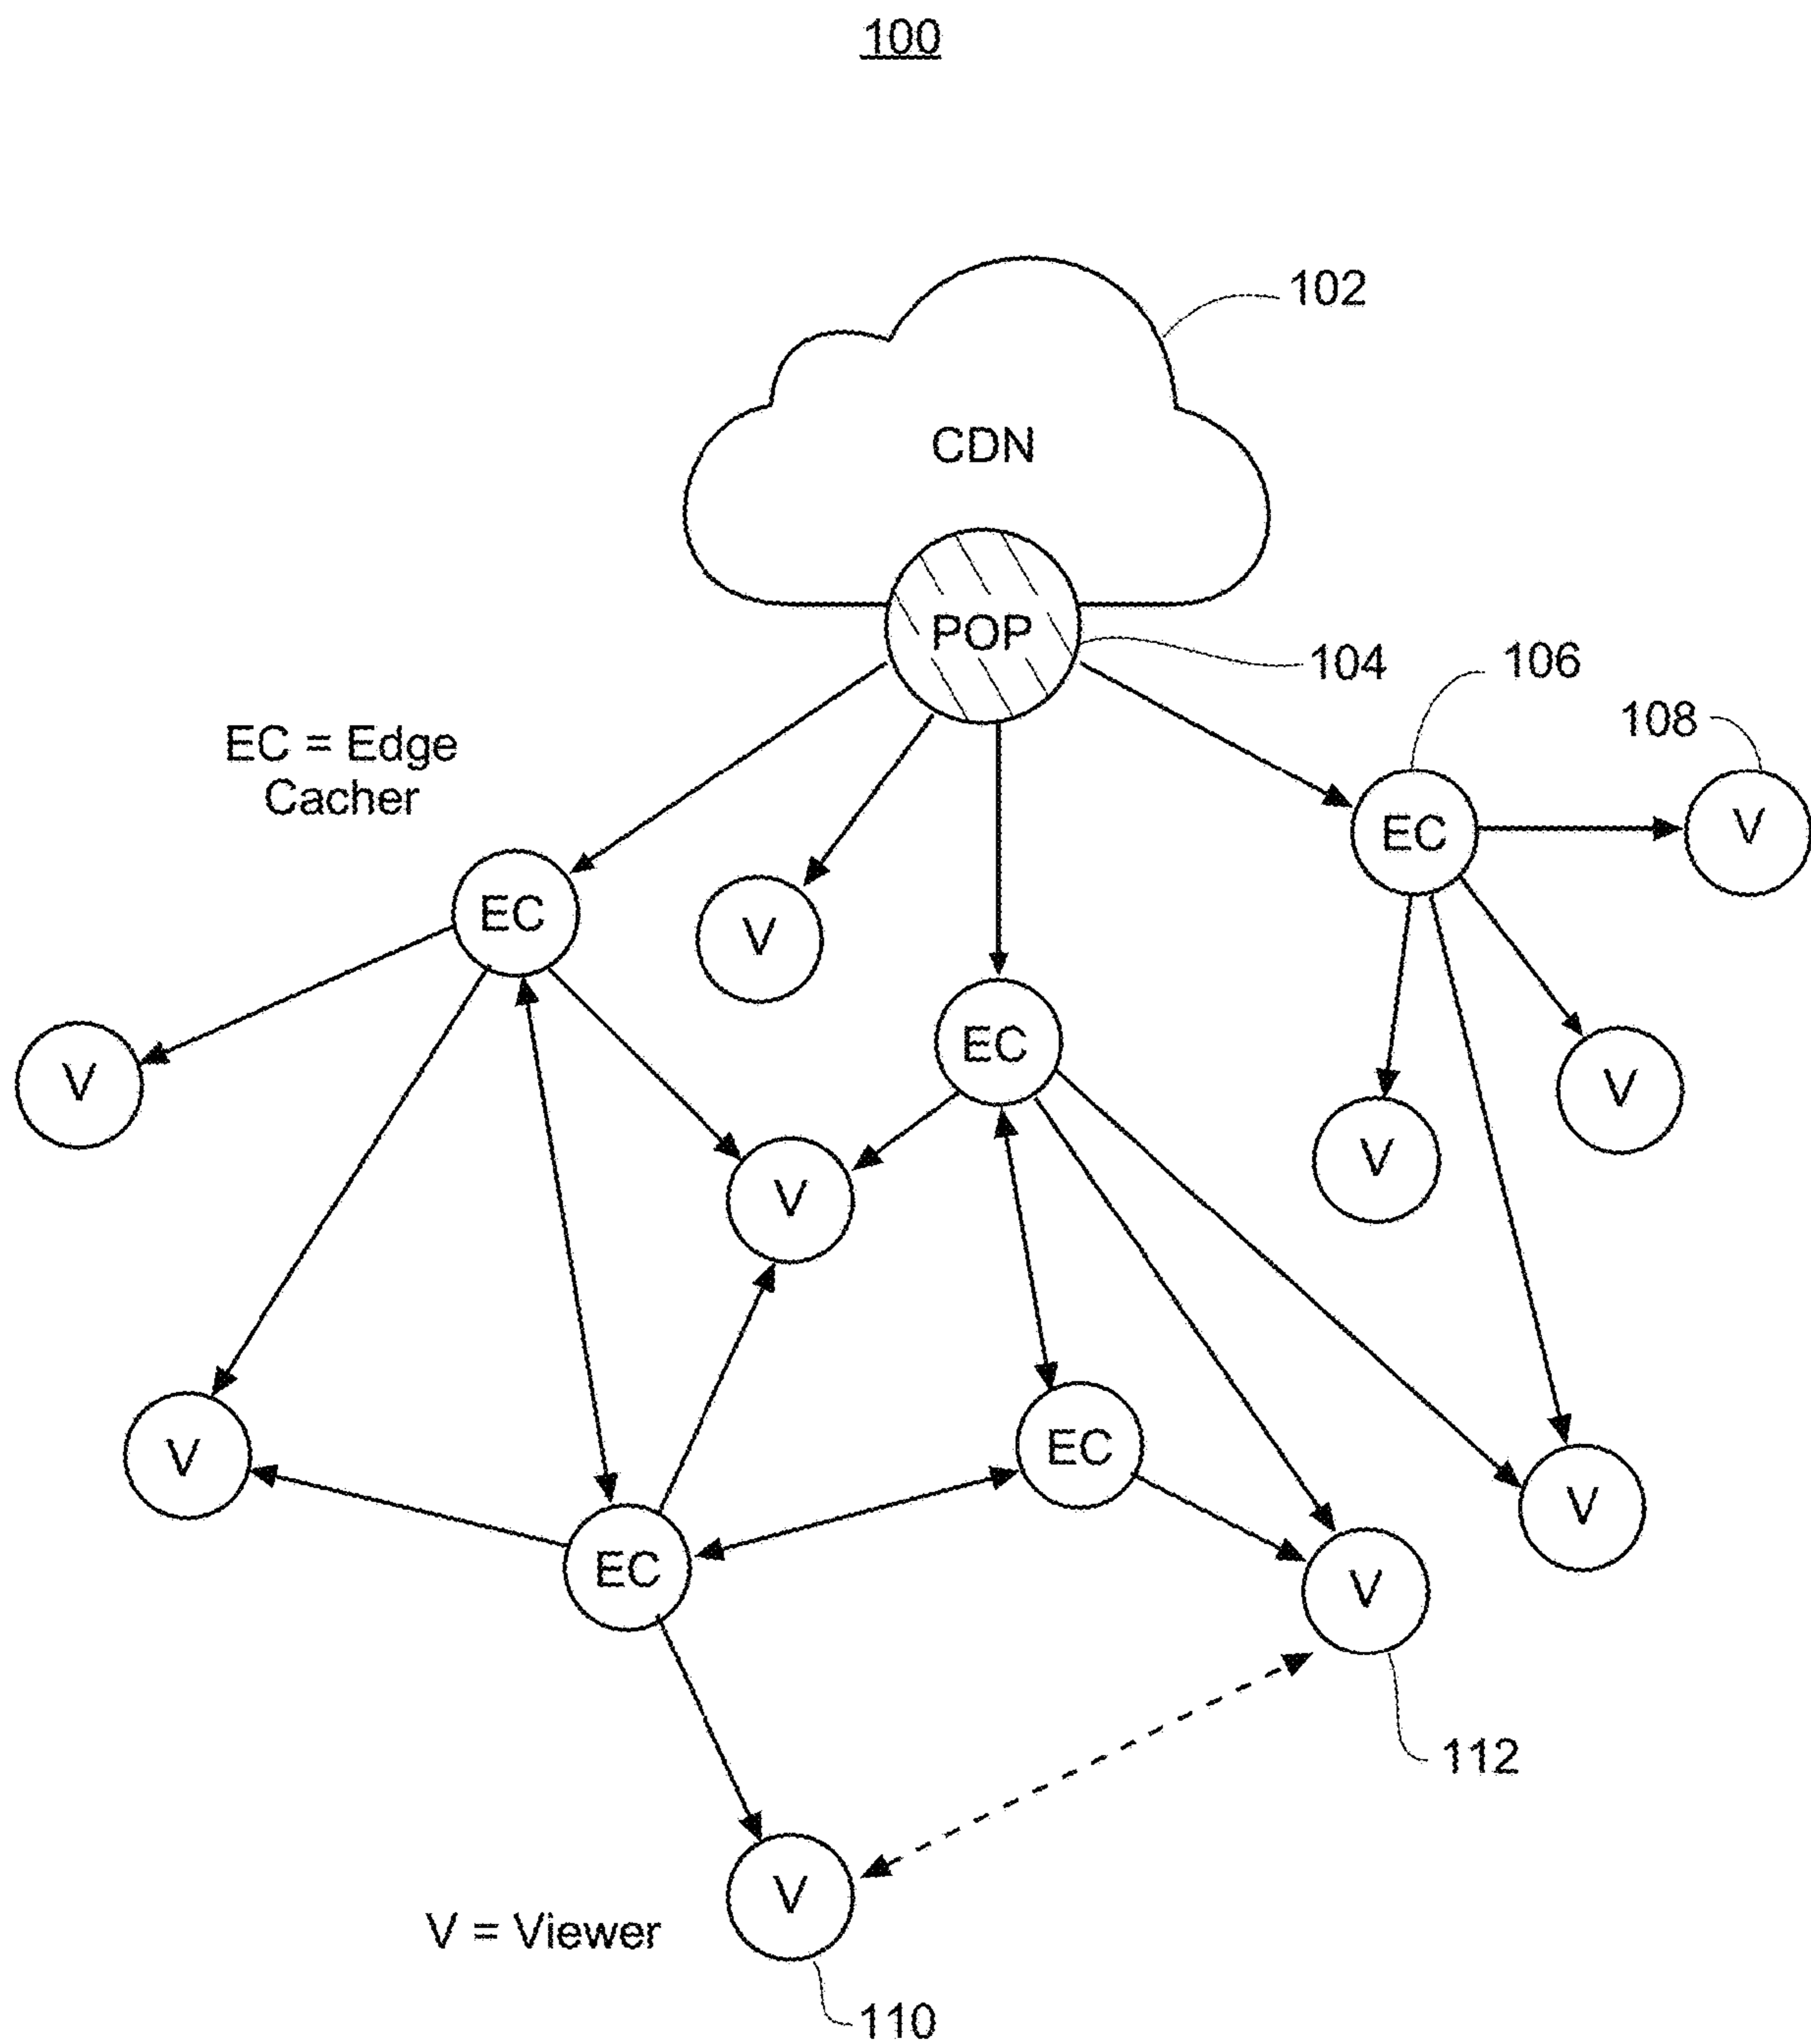 100
102
CDN
POP
104
106
108
EC = Edge
Cacher
EC
V
EC
V
EC
V
V
V
V
EC
V
V
EC
V
112
V
V = Viewer
110